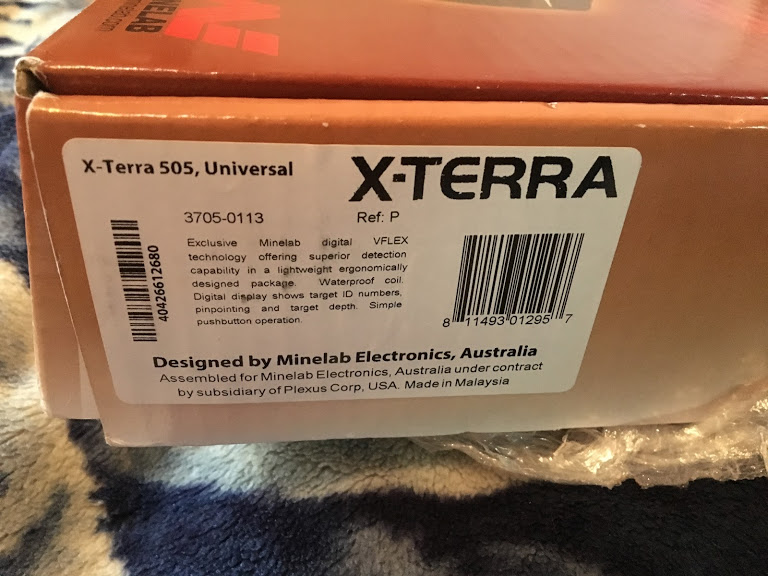 MINELAB
X-Terra 505, Universal
X-TERRA
3705-0113
Ref: P
Exclusive Minelab digital VFLEX
technology offering superior detection
capability in a lightweight ergonomically
designed package. Waterproof coil.
Digital display shows target ID numbers,
pinpointing and target depth. Simple
pushbutton operation.
40426612680
8 11493 01295 7
Designed by Minelab Electronics, Australia
Assembled for Minelab Electronics, Australia under contract
by subsidiary of Plexus Corp, USA. Made in Malaysia